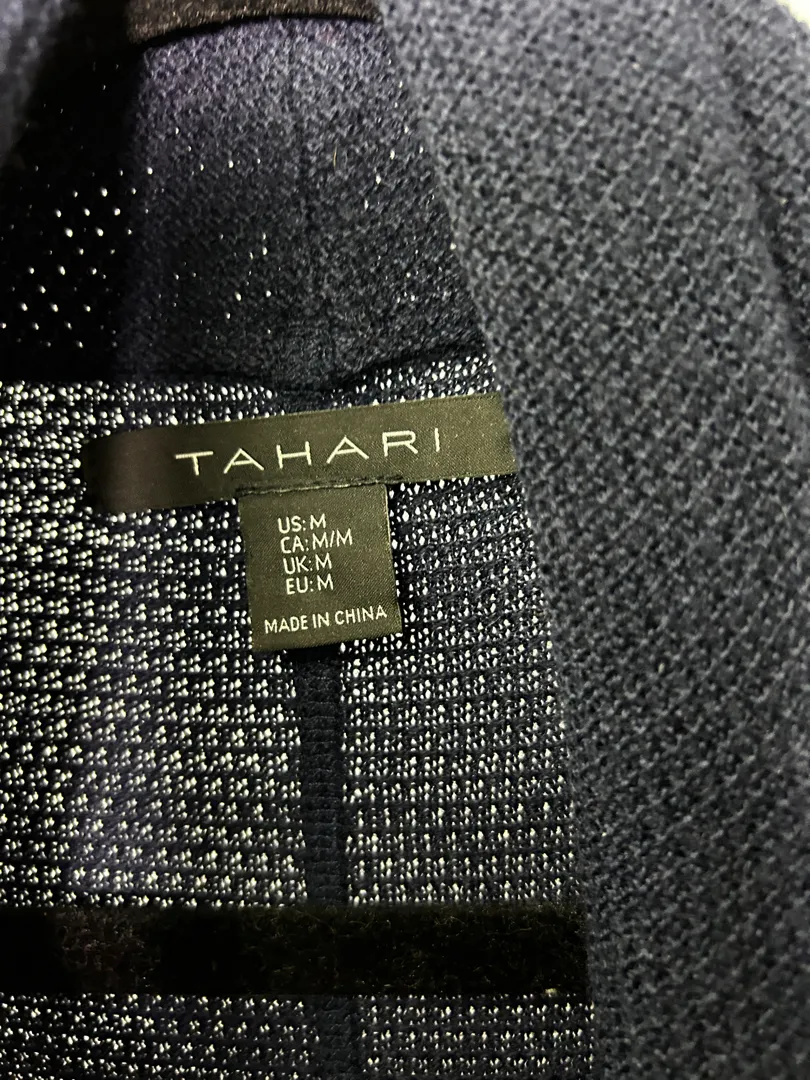 TAHARI
US: M
CA: M/M
UK: M
EU: M
MADE IN CHINA